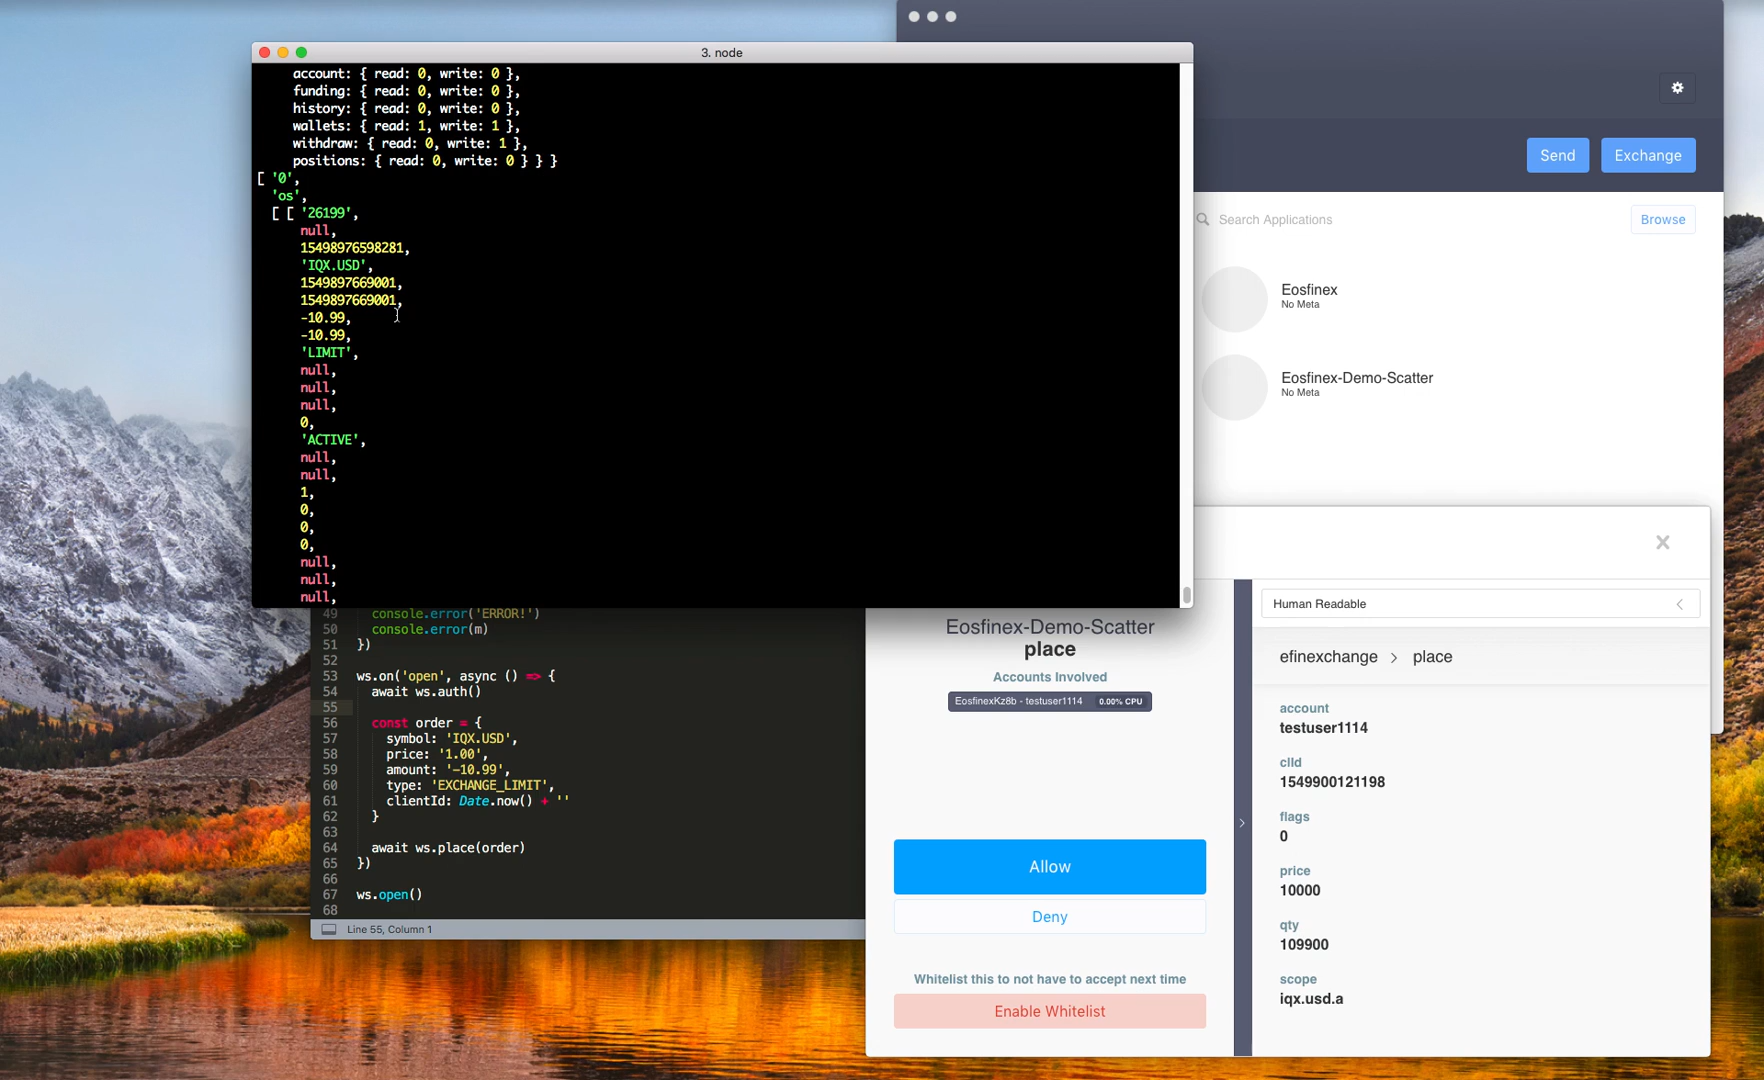 3. node
account: { read: 0, write: 0 },
funding: { read: 0, write: 0 },
history: { read: 0, write: 0 },
wallets: { read: 1, write: 1 },
withdraw: { read: 0, write: 1 },
positions: { read: 0, write: 0 } } }
[ '0',
'os',
[ [ '26199',
null,
15498976598281,
'IQX.USD',
1549897669001,
1549897669001,
-10.99,
-10.99,
'LIMIT',
null,
null,
null,
0,
'ACTIVE',
null,
null,
1,
0,
0,
0,
null,
null,
null,
Send
Exchange
Search Applications
Browse
Eosfinex
No Meta
Eosfinex-Demo-Scatter
No Meta
49 console.error('ERROR!')
50 console.error(m)
51 })
52
53 ws.on('open', async () => {
54 await ws.auth()
55
56 const order = {
57 symbol: 'IQX.USD',
58 price: '1.00',
59 amount: '-10.99',
60 type: 'EXCHANGE_LIMIT',
61 clientId: Date.now() + ''
62 }
63
64 await ws.place(order)
65 })
66
67 ws.open()
68
Line 55, Column 1
Eosfinex-Demo-Scatter
place
Accounts Involved
EosfinexKz8b - testuser1114 0.00% CPU
Allow
Deny
Whitelist this to not have to accept next time
Enable Whitelist
Human Readable
efinexchange > place
account
testuser1114
clId
1549900121198
flags
0
price
10000
qty
109900
scope
iqx.usd.a